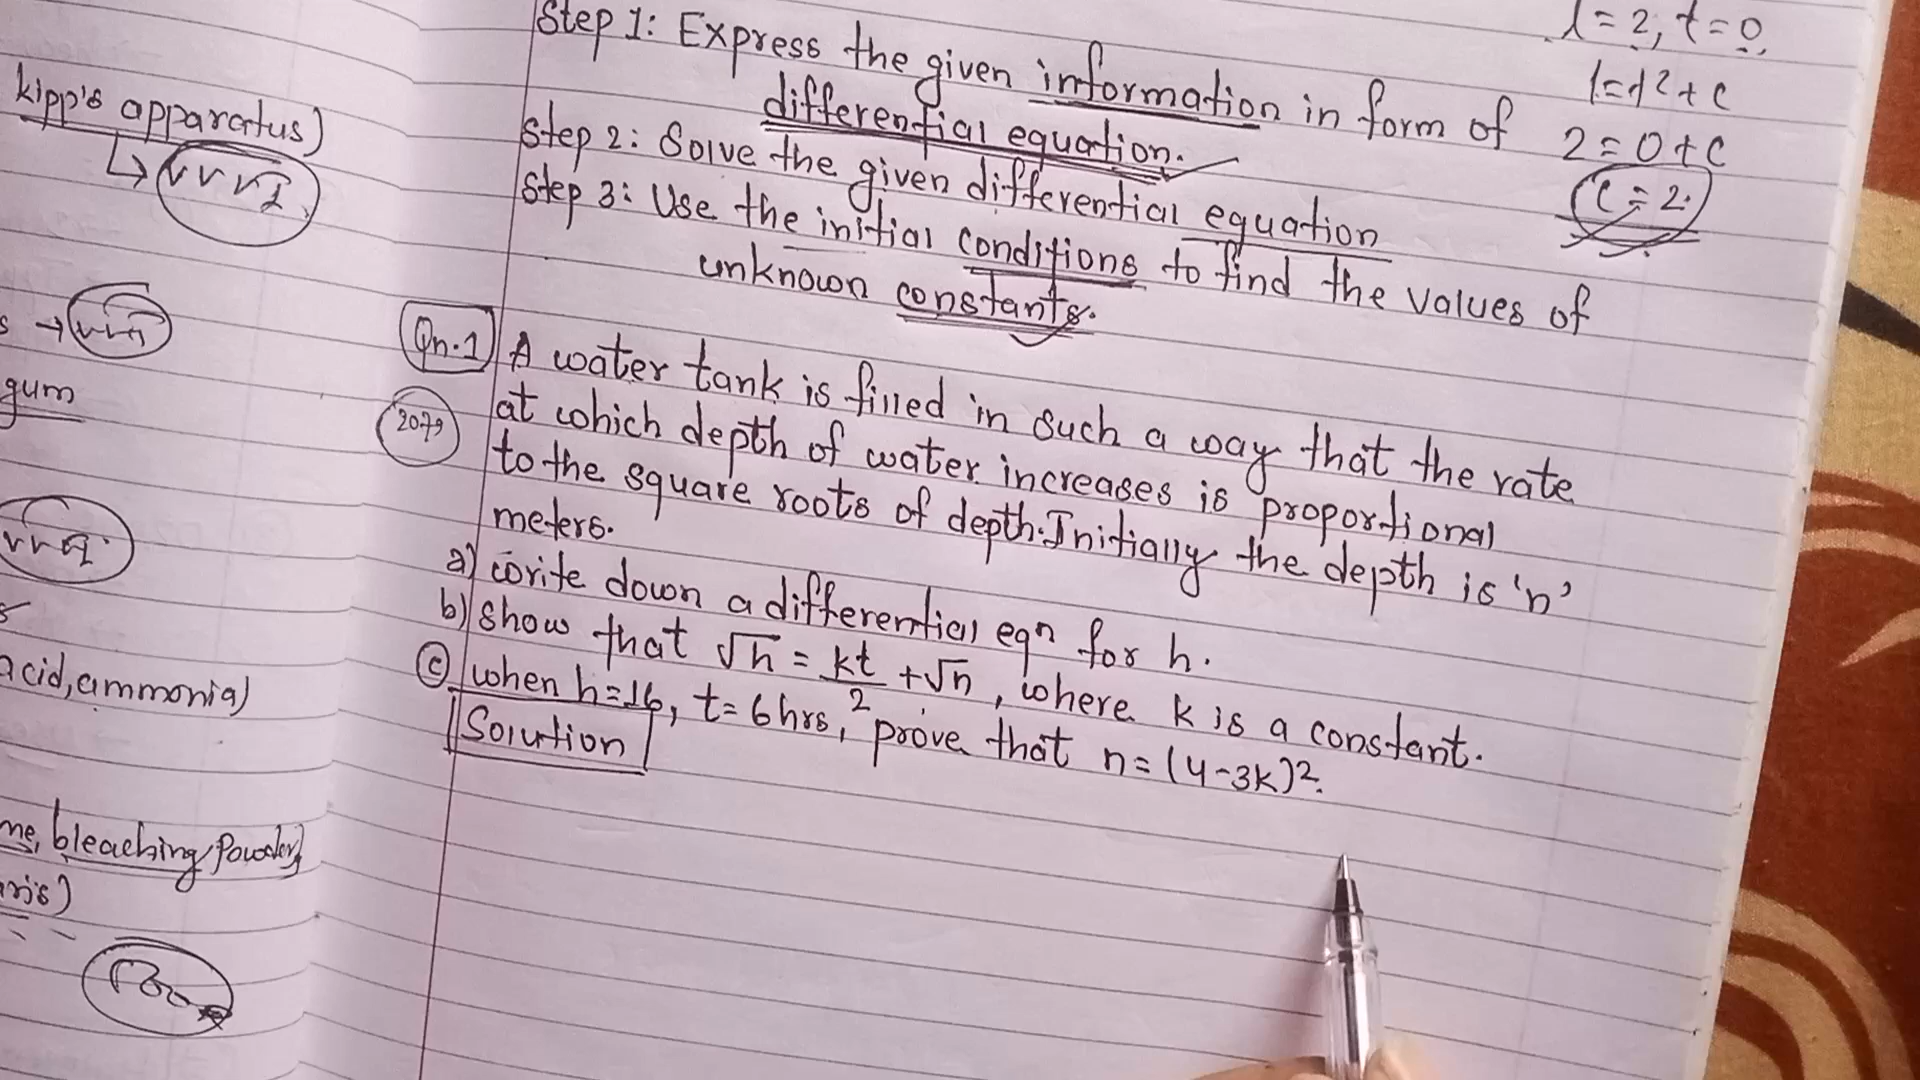 kipp's apparatus)
gum
acid, ammonia)
me, bleaching Powder)
l = 2, t = 0
l = t² + c
2 = 0 + c
c = 2.
Step 1: Express the given information in form of
differential equation.
Step 2: Solve the given differential equation
Step 3: Use the initial conditions to find the values of
unknown constants.
Qn.1 A water tank is filled in such a way that the rate
2079 at which depth of water increases is proportional
to the square roots of depth. Initially the depth is 'n'
meters.
a) write down a differential eqn for h.
b) show that √h = kt/2 + √n, where k is a constant.
c) when h=16, t= 6 hrs, prove that n = (4-3k)².
Solution